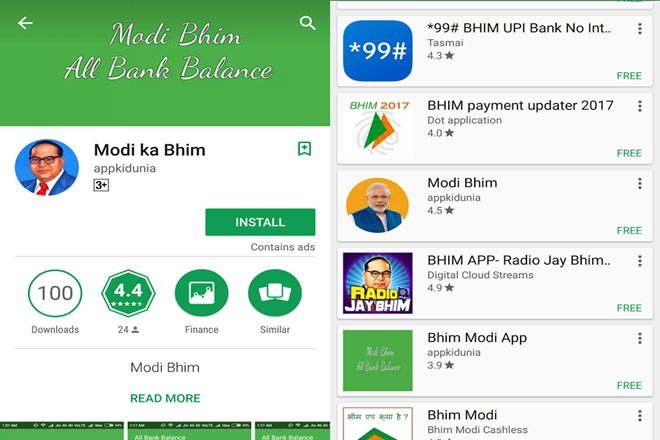 Modi Bhim
All Bank Balance
Modi ka Bhim
appkidunia
3+
INSTALL
Contains ads
100
Downloads
4.4
24
Finance
Similar
Modi Bhim
READ MORE
All Bank Balance
All Bank Balance
*99#
*99# BHIM UPI Bank No Int..
Tasmai
4.3
FREE
BHIM 2017
BHIM payment updater 2017
Dot application
4.0
FREE
Modi Bhim
appkidunia
4.5
FREE
RADIO
JAY BHIM
BHIM APP- Radio Jay Bhim..
Digital Cloud Streams
4.9
FREE
Modi Bhim
All Bank Balance
Bhim Modi App
appkidunia
3.9
FREE
भीम एप क्या है ?
Bhim Modi
Bhim Modi Cashless